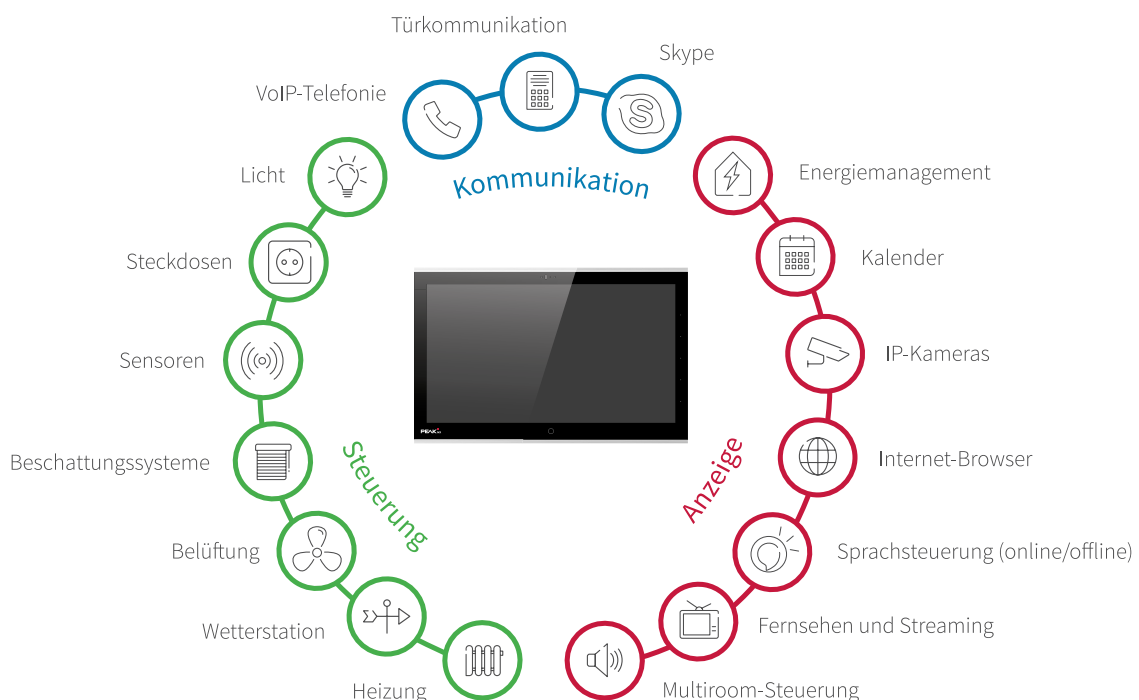 Türkommunikation
Skype
VoIP-Telefonie
Kommunikation
Licht
Energiemanagement
Steckdosen
Kalender
Sensoren
IP-Kameras
Beschattungssysteme
Steuerung
Anzeige
Internet-Browser
Belüftung
Sprachsteuerung (online/offline)
Wetterstation
Fernsehen und Streaming
Heizung
Multiroom-Steuerung
PEAK